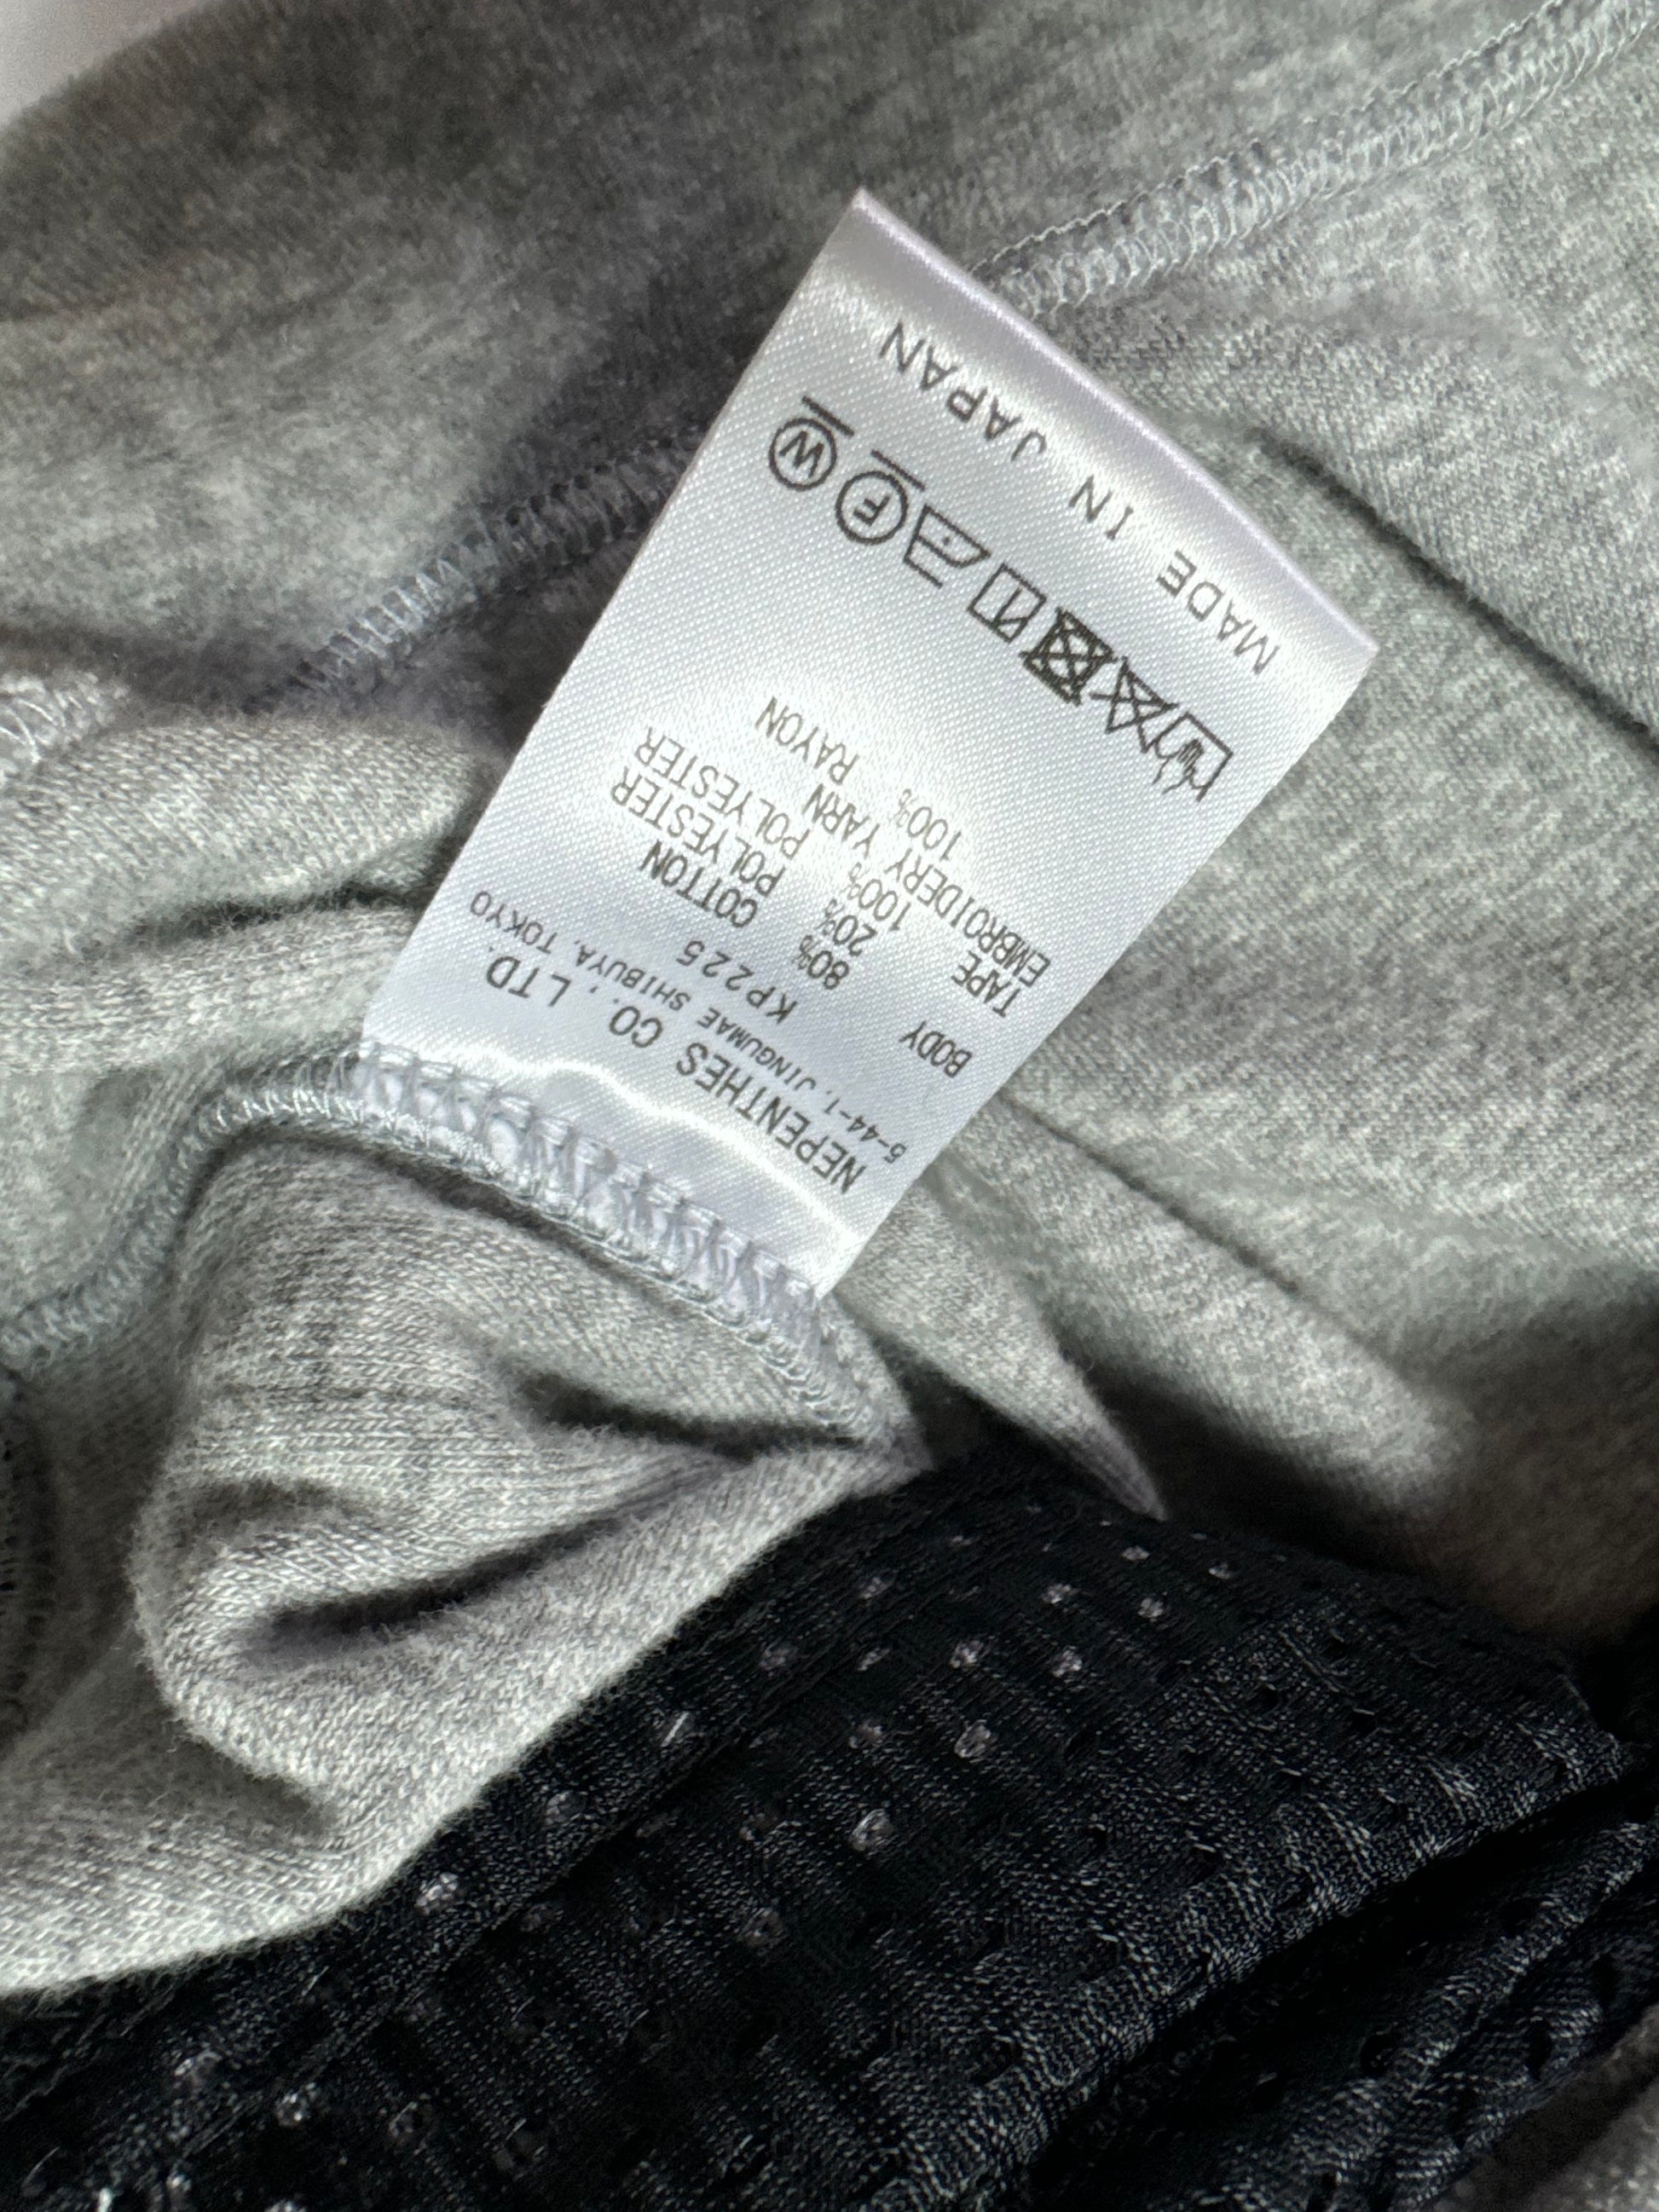 NEPENTHES CO., LTD.
5-44-1, JINGUMAE SHIBUYA, TOKYO
KP225
BODY 80% COTTON
20% POLYESTER
TAPE 100% POLYESTER
EMBROIDERY YARN
100% RAYON
F W
MADE IN JAPAN